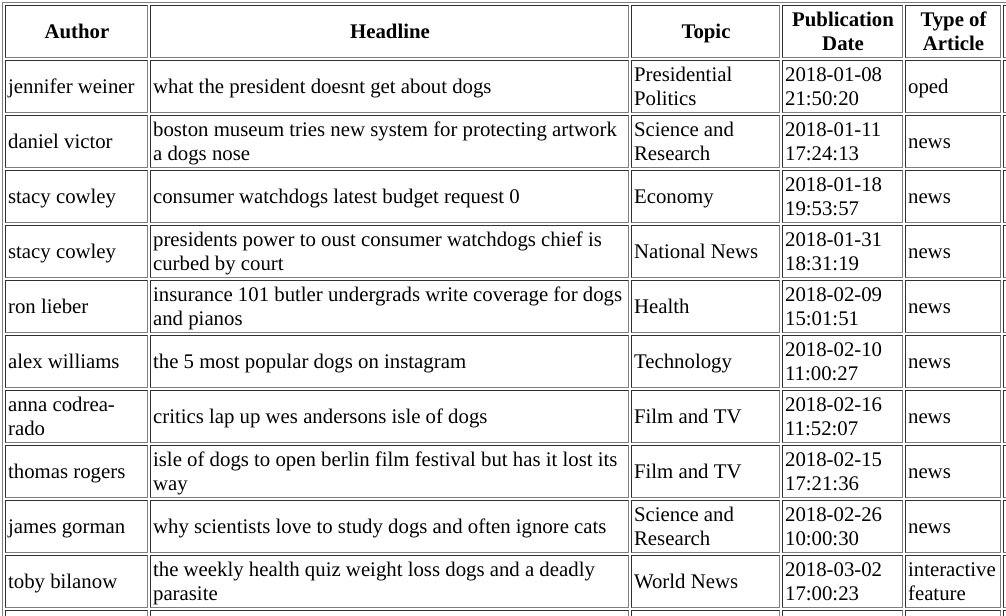 Author Headline Topic Publication Date Type of Article
jennifer weiner what the president doesnt get about dogs Presidential Politics 2018-01-08 21:50:20 oped
daniel victor boston museum tries new system for protecting artwork a dogs nose Science and Research 2018-01-11 17:24:13 news
stacy cowley consumer watchdogs latest budget request 0 Economy 2018-01-18 19:53:57 news
stacy cowley presidents power to oust consumer watchdogs chief is curbed by court National News 2018-01-31 18:31:19 news
ron lieber insurance 101 butler undergrads write coverage for dogs and pianos Health 2018-02-09 15:01:51 news
alex williams the 5 most popular dogs on instagram Technology 2018-02-10 11:00:27 news
anna codrea-rado critics lap up wes andersons isle of dogs Film and TV 2018-02-16 11:52:07 news
thomas rogers isle of dogs to open berlin film festival but has it lost its way Film and TV 2018-02-15 17:21:36 news
james gorman why scientists love to study dogs and often ignore cats Science and Research 2018-02-26 10:00:30 news
toby bilanow the weekly health quiz weight loss dogs and a deadly parasite World News 2018-03-02 17:00:23 interactive feature